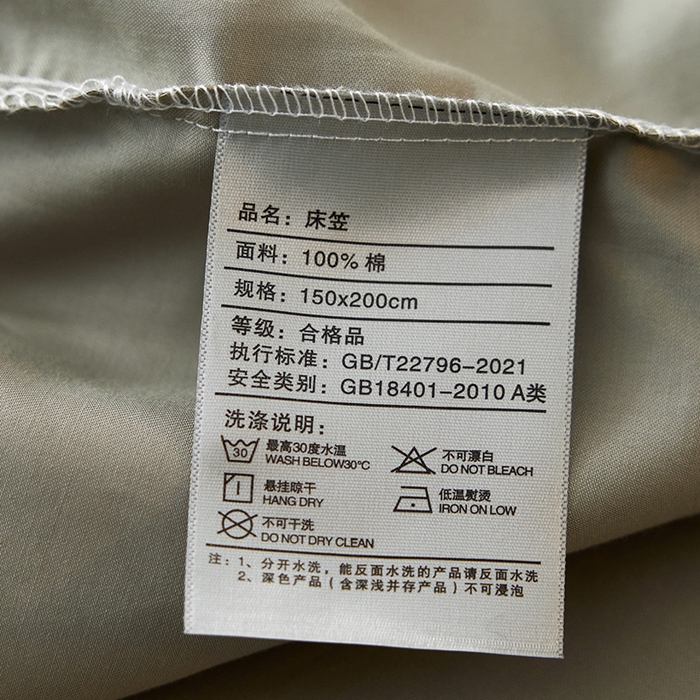 品名：床笠
面料：100% 棉
规格：150x200cm
等级：合格品
执行标准：GB/T22796-2021
安全类别：GB18401-2010 A类
洗涤说明：
30 最高30度水温 不可漂白
WASH BELOW30°C DO NOT BLEACH
悬挂晾干 低温熨烫
HANG DRY IRON ON LOW
不可干洗
DO NOT DRY CLEAN
注：1、分开水洗，能反面水洗的产品请反面水洗
2、深色产品（含深浅并存产品）不可浸泡